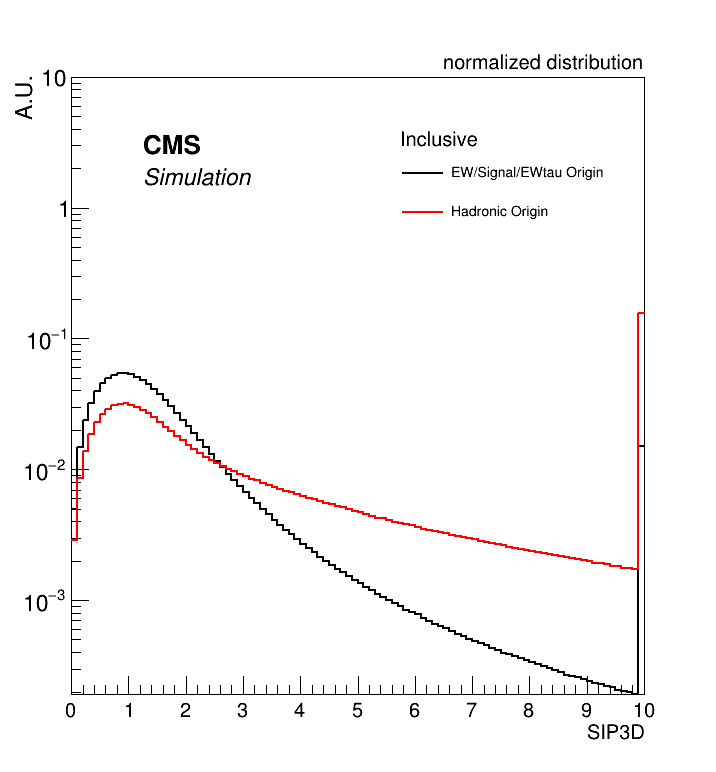 normalized distribution
A.U.
10
CMS
Inclusive
Simulation
EW/Signal/EWtau Origin
1
Hadronic Origin
10⁻¹
10⁻²
10⁻³
0 1 2 3 4 5 6 7 8 9 10
SIP3D